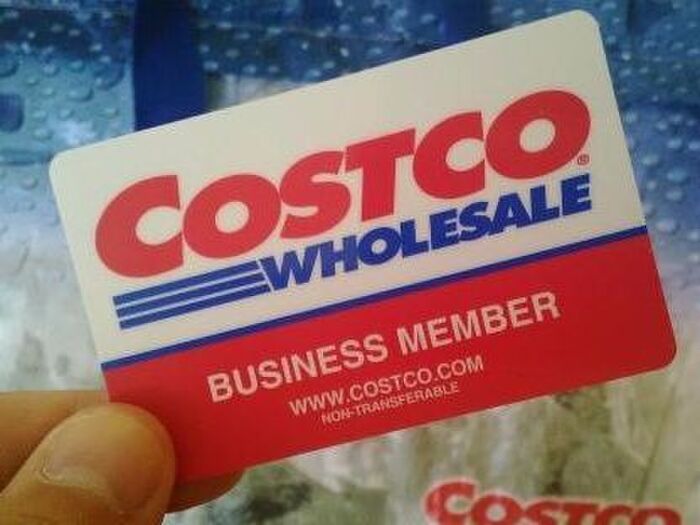 COSTCO®
WHOLESALE
BUSINESS MEMBER
WWW.COSTCO.COM
NON-TRANSFERABLE
COSTCO